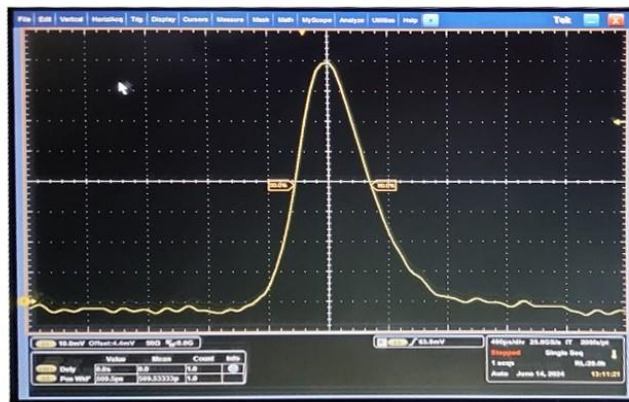 File Edit Vertical Horiz/Acq Trig Display Cursors Measure Mask Math MyScope Analyze Utilities Help Tek
50.0% 50.0%
10.0mV Offset:4.4mV 50Ω
63.8mV
400ps/div 25.0GS/s IT 200fs/pt
Stopped Single Seq
1 acqs RL:20.0k
Auto June 14, 2024 13:11:21
Value Mean Count Info
Dely 0.0s 0.0 1.0
Pos Wid* 509.5ps 509.53333p 1.0